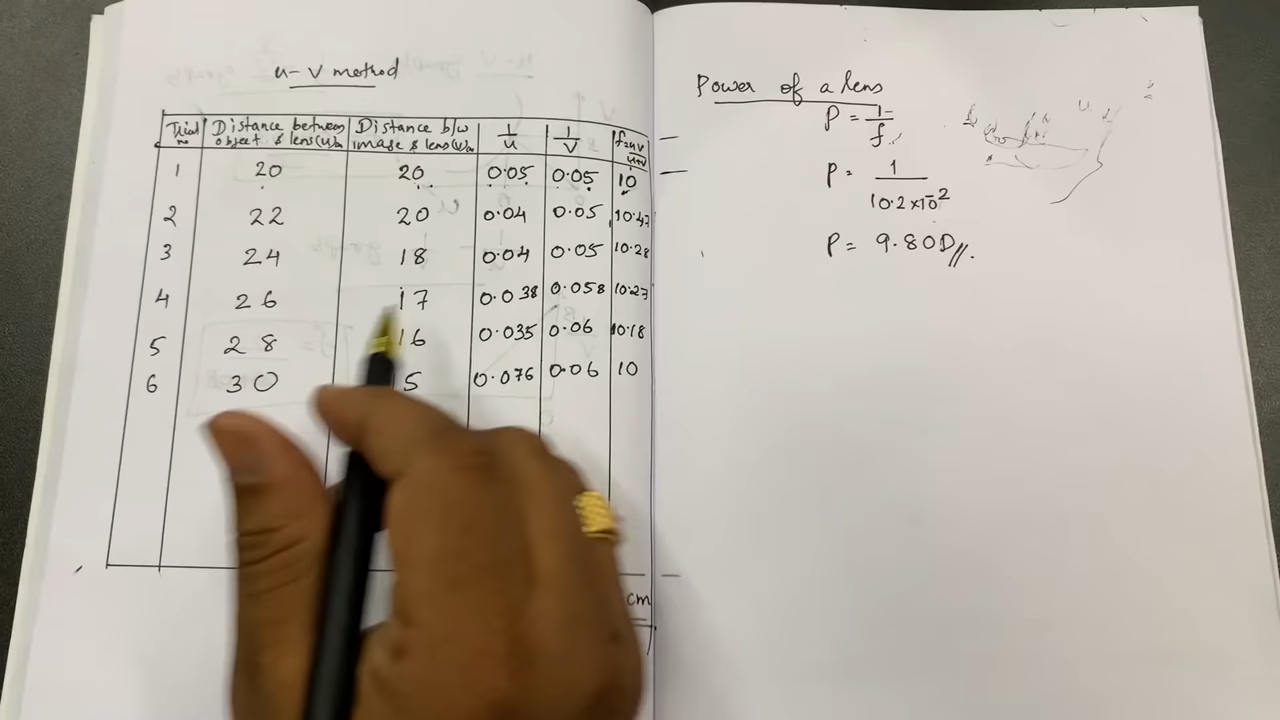 u - v method
Trial no | Distance between object & lens(u)cm | Distance b/w image & lens(v)cm | 1/u | 1/v | f = uv/u+v
1 20 20 0.05 0.05 10
2 22 20 0.04 0.05 10.47
3 24 18 0.04 0.05 10.28
4 26 17 0.038 0.058 10.27
5 28 16 0.035 0.06 10.18
6 30 5 0.076 0.06 10
cm
Power of a lens
P = 1/f
P = 1/10.2×10⁻²
P = 9.80D//.